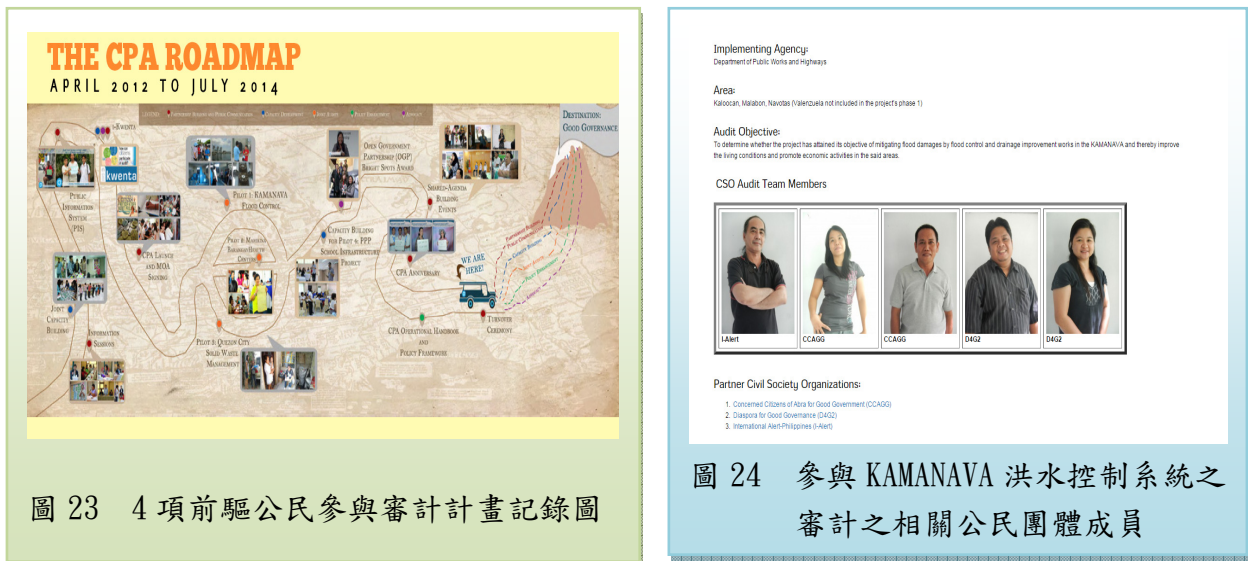 THE CPA ROADMAP
APRIL 2012 TO JULY 2014
DESTINATION:
GOOD GOVERNANCE
i-KWENTA
kwenta
PUBLIC
INFORMATION
SYSTEM
(PIS)
CPA LAUNCH
AND MOA
SIGNING
JOINT
CAPACITY
BUILDING
INFORMATION
SESSIONS
PILOT 1: KAMANAVA
FLOOD CONTROL
PILOT 3: QUEZON CITY
SOLID WASTE
MANAGEMENT
OPEN GOVERNMENT
PARTNERSHIP (OGP)
BRIGHT SPOTS AWARD
CAPACITY BUILDING
FOR PILOT 4: PPP
SCHOOL INFRASTRUCTURE
PROJECT
SHARED-AGENDA
BUILDING
EVENTS
CPA ANNIVERSARY
WE ARE
HERE!
CPA OPERATIONAL HANDBOOK
AND
POLICY FRAMEWORK
TURNOVER
CEREMONY
圖 23 4 項前驅公民參與審計計畫記錄圖
Implementing Agency:
Department of Public Works and Highways
Area:
Kaloocan, Malabon, Navotas (Valenzuela not included in the project's phase 1)
Audit Objective:
To determine whether the project has attained its objective of mitigating flood damages by flood control and drainage improvement works in the KAMANAVA and thereby improve
the living conditions and promote economic activities in the said areas.
CSO Audit Team Members
I-Alert CCAGG CCAGG D4G2 D4G2
Partner Civil Society Organizations:
1. Concerned Citizens of Abra for Good Government (CCAGG)
2. Diaspora for Good Governance (D4G2)
3. International Alert-Philippines (I-Alert)
圖 24 參與 KAMANAVA 洪水控制系統之
審計之相關公民團體成員